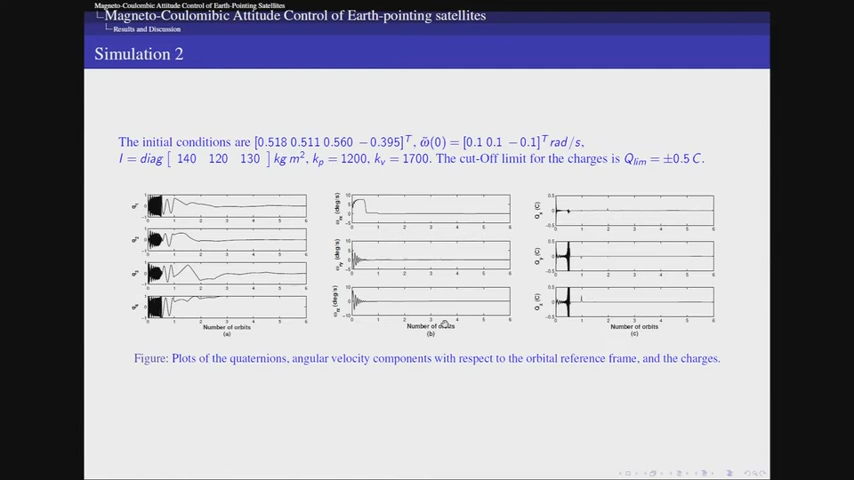 Magneto-Coulombic Attitude Control of Earth-Pointing Satellites
Magneto-Coulombic Attitude Control of Earth-pointing satellites
Results and Discussion
Simulation 2
The initial conditions are [0.518 0.511 0.560 −0.395]ᵀ, ω̃(0) = [0.1 0.1 −0.1]ᵀ rad/s,
I = diag [ 140 120 130 ] kg m², kₚ = 1200, kᵥ = 1700. The cut-Off limit for the charges is Q_lim = ±0.5 C.
Number of orbits
(a)
Number of orbits
(b)
Number of orbits
(c)
Figure: Plots of the quaternions, angular velocity components with respect to the orbital reference frame, and the charges.